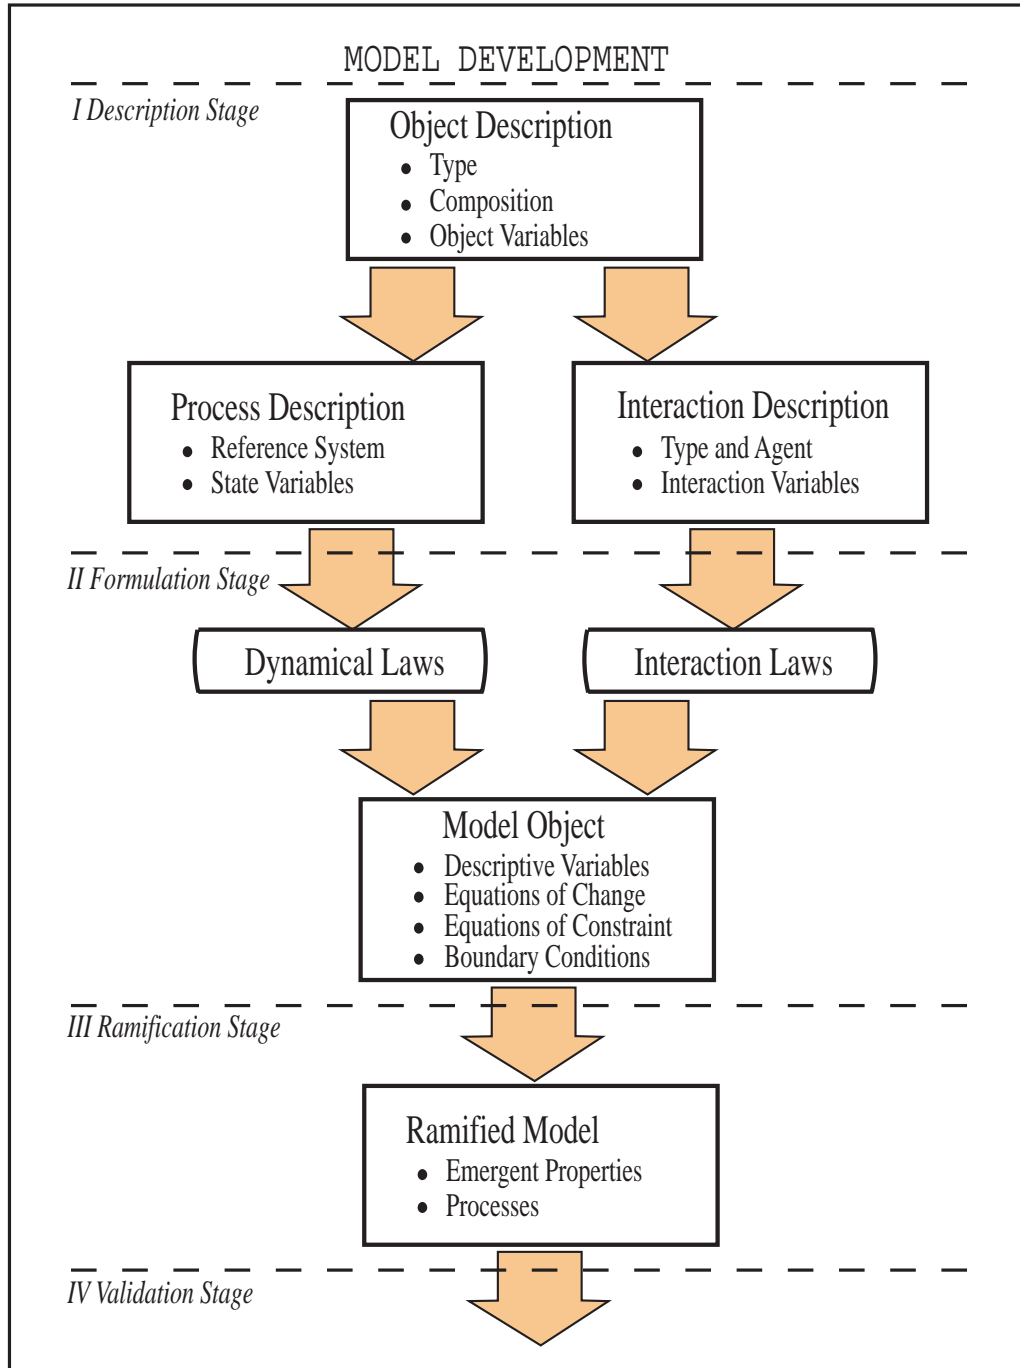 MODEL DEVELOPMENT
I Description Stage
Object Description
• Type
• Composition
• Object Variables
Process Description
• Reference System
• State Variables
Interaction Description
• Type and Agent
• Interaction Variables
II Formulation Stage
Dynamical Laws
Interaction Laws
Model Object
• Descriptive Variables
• Equations of Change
• Equations of Constraint
• Boundary Conditions
III Ramification Stage
Ramified Model
• Emergent Properties
• Processes
IV Validation Stage